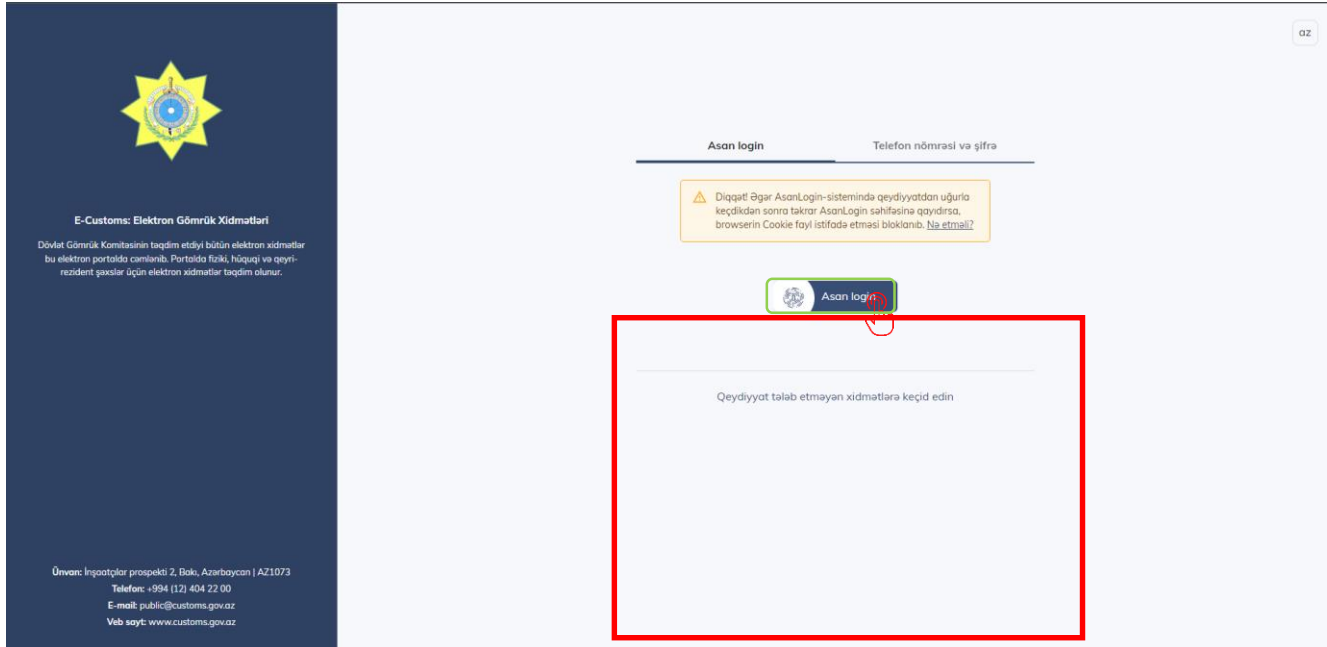 az
E-Customs: Elektron Gömrük Xidmətləri
Dövlət Gömrük Komitəsinin təqdim etdiyi bütün elektron xidmətlər
bu elektron portalda cəmlənib. Portalda fiziki, hüquqi və qeyri-
rezident şəxslər üçün elektron xidmətlər təqdim olunur.
Ünvan: İnşaatçılar prospekti 2, Bakı, Azərbaycan | AZ1073
Telefon: +994 (12) 404 22 00
E-mail: public@customs.gov.az
Veb sayt: www.customs.gov.az
Asan login
Telefon nömrəsi və şifrə
Diqqət! Əgər AsanLogin-sistemində qeydiyyatdan uğurla
keçdikdən sonra təkrar AsanLogin səhifəsinə qayıdırsa,
browserin Cookie fayl istifadə etməsi bloklanıb. Nə etməli?
Asan login
Qeydiyyat tələb etməyən xidmətlərə keçid edin